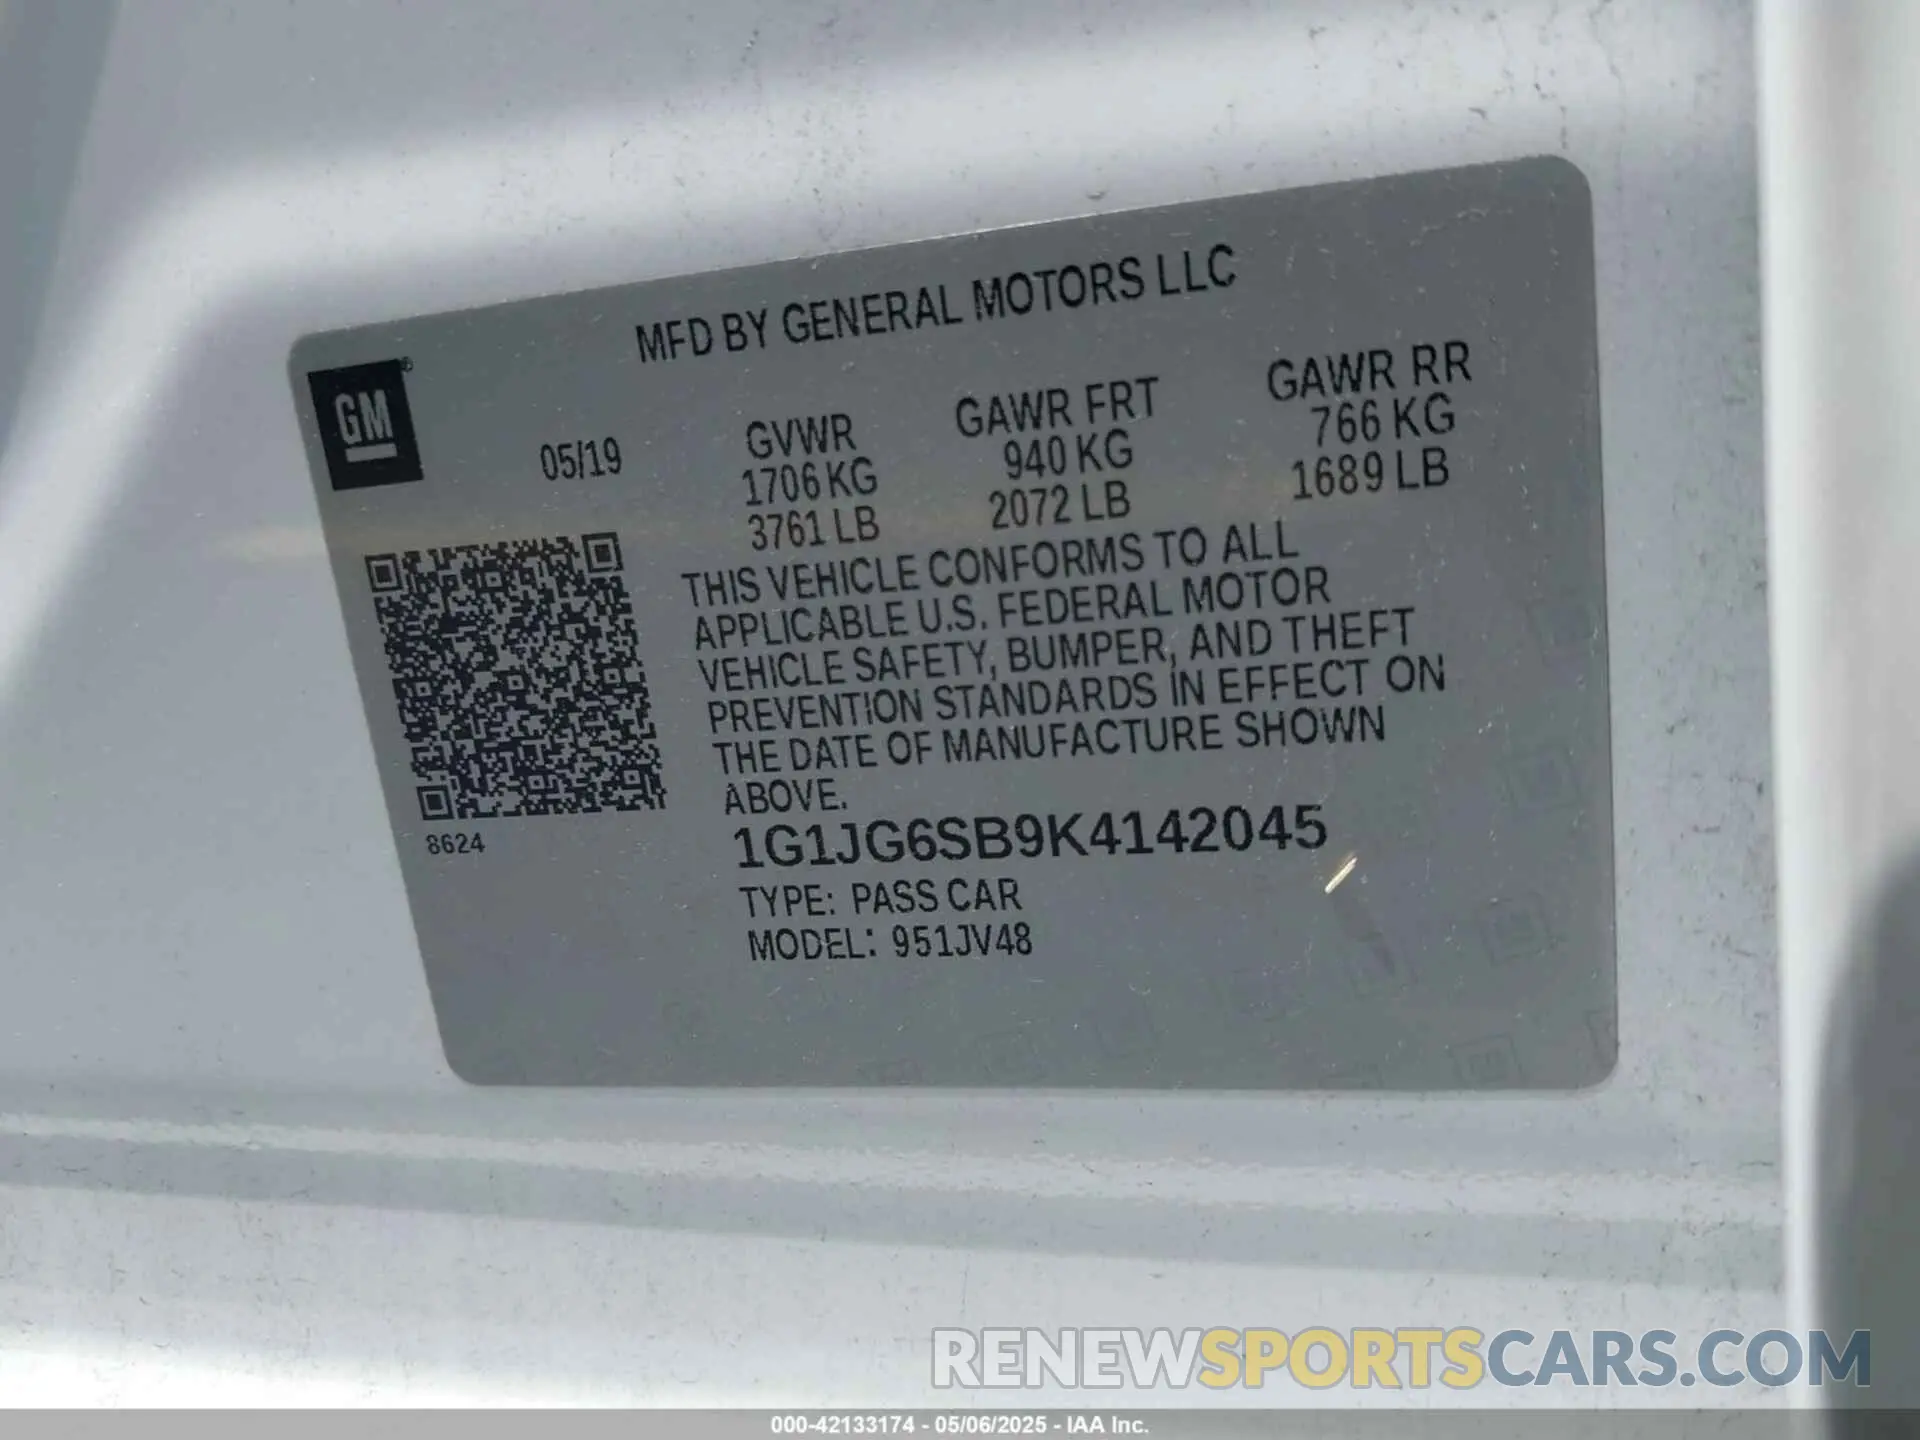 MFD BY GENERAL MOTORS LLC
GM®
05/19
GVWR
1706 KG
3761 LB
GAWR FRT
940 KG
2072 LB
GAWR RR
766 KG
1689 LB
THIS VEHICLE CONFORMS TO ALL
APPLICABLE U.S. FEDERAL MOTOR
VEHICLE SAFETY, BUMPER, AND THEFT
PREVENTION STANDARDS IN EFFECT ON
THE DATE OF MANUFACTURE SHOWN
ABOVE.
8624
1G1JG6SB9K4142045
TYPE: PASS CAR
MODEL: 951JV48
RENEWSPORTSCARS.COM
000-42133174 - 05/06/2025 - IAA Inc.